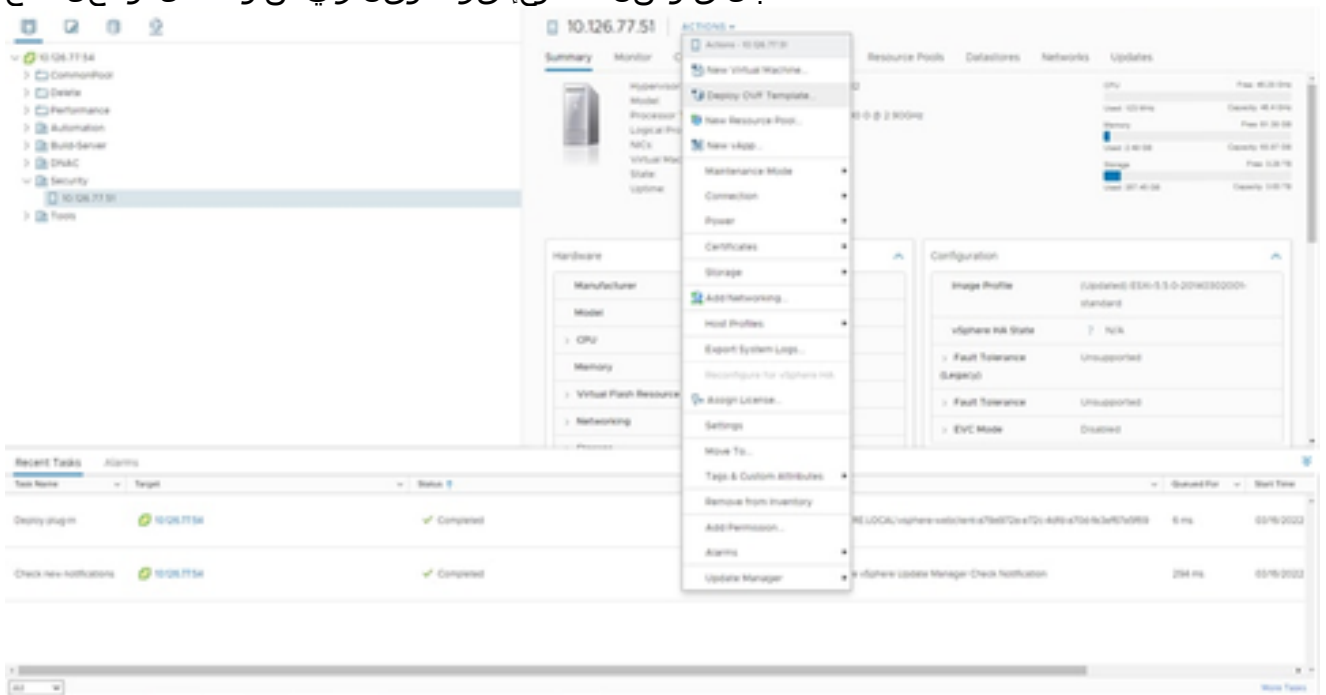 10.126.77.51
ACTIONS
10.126.77.54
CommonPool
Delete
Performance
Automation
Build-Server
DNAC
Security
10.126.77.51
Tools
Actions - 10.126.77.51
New Virtual Machine...
Deploy OVF Template...
New Resource Pool...
New vApp...
Maintenance Mode
Connection
Power
Certificates
Storage
Add Networking...
Host Profiles
Export System Logs...
Reconfigure for vSphere HA
Assign License...
Settings
Move To...
Tags & Custom Attributes
Remove from Inventory
Add Permission...
Alarms
Update Manager
Summary
Monitor
Resource Pools
Datastores
Networks
Updates
Hypervisor
Model
Processor
NICs
State
Uptime
CPU
Memory
Storage
Hardware
Manufacturer
Model
CPU
Memory
Virtual Flash Resource
Networking
Configuration
Image Profile
standard
vSphere HA State
? N/A
Fault Tolerance (Legacy)
Unsupported
Fault Tolerance
Unsupported
EVC Mode
Disabled
Recent Tasks
Alarms
Task Name
Target
Status
Queued For
Start Time
Deploy plug-in
10.126.77.54
Completed
6 ms
03/16/2022
Check new notifications
10.126.77.54
Completed
vSphere Update Manager Check Notification
294 ms
03/16/2022
All
More Tasks